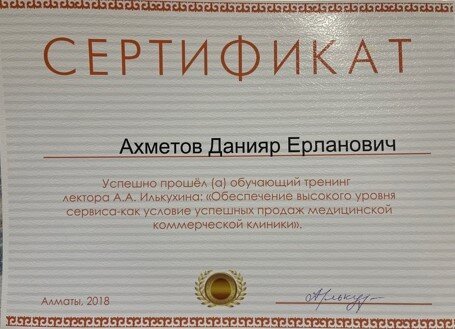 СЕРТИФИКАТ
Ахметов Данияр Ерланович
Успешно прошёл (а) обучающий тренинг
лектора А.А. Илькухина: «Обеспечение высокого уровня
сервиса-как условие успешных продаж медицинской
коммерческой клиники».
Алматы, 2018